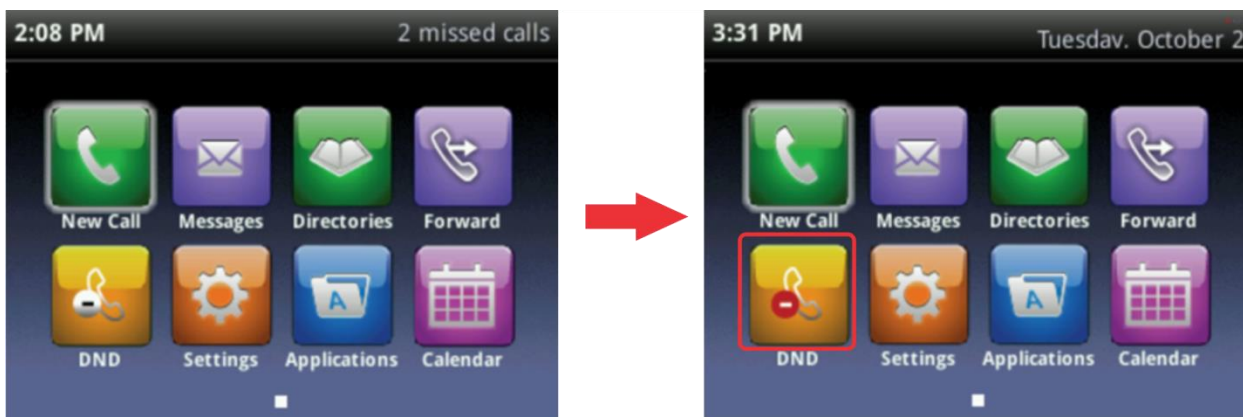 2:08 PM 2 missed calls
New Call Messages Directories Forward
A
DND Settings Applications Calendar
3:31 PM Tuesday. October 2
New Call Messages Directories Forward
A
DND Settings Applications Calendar